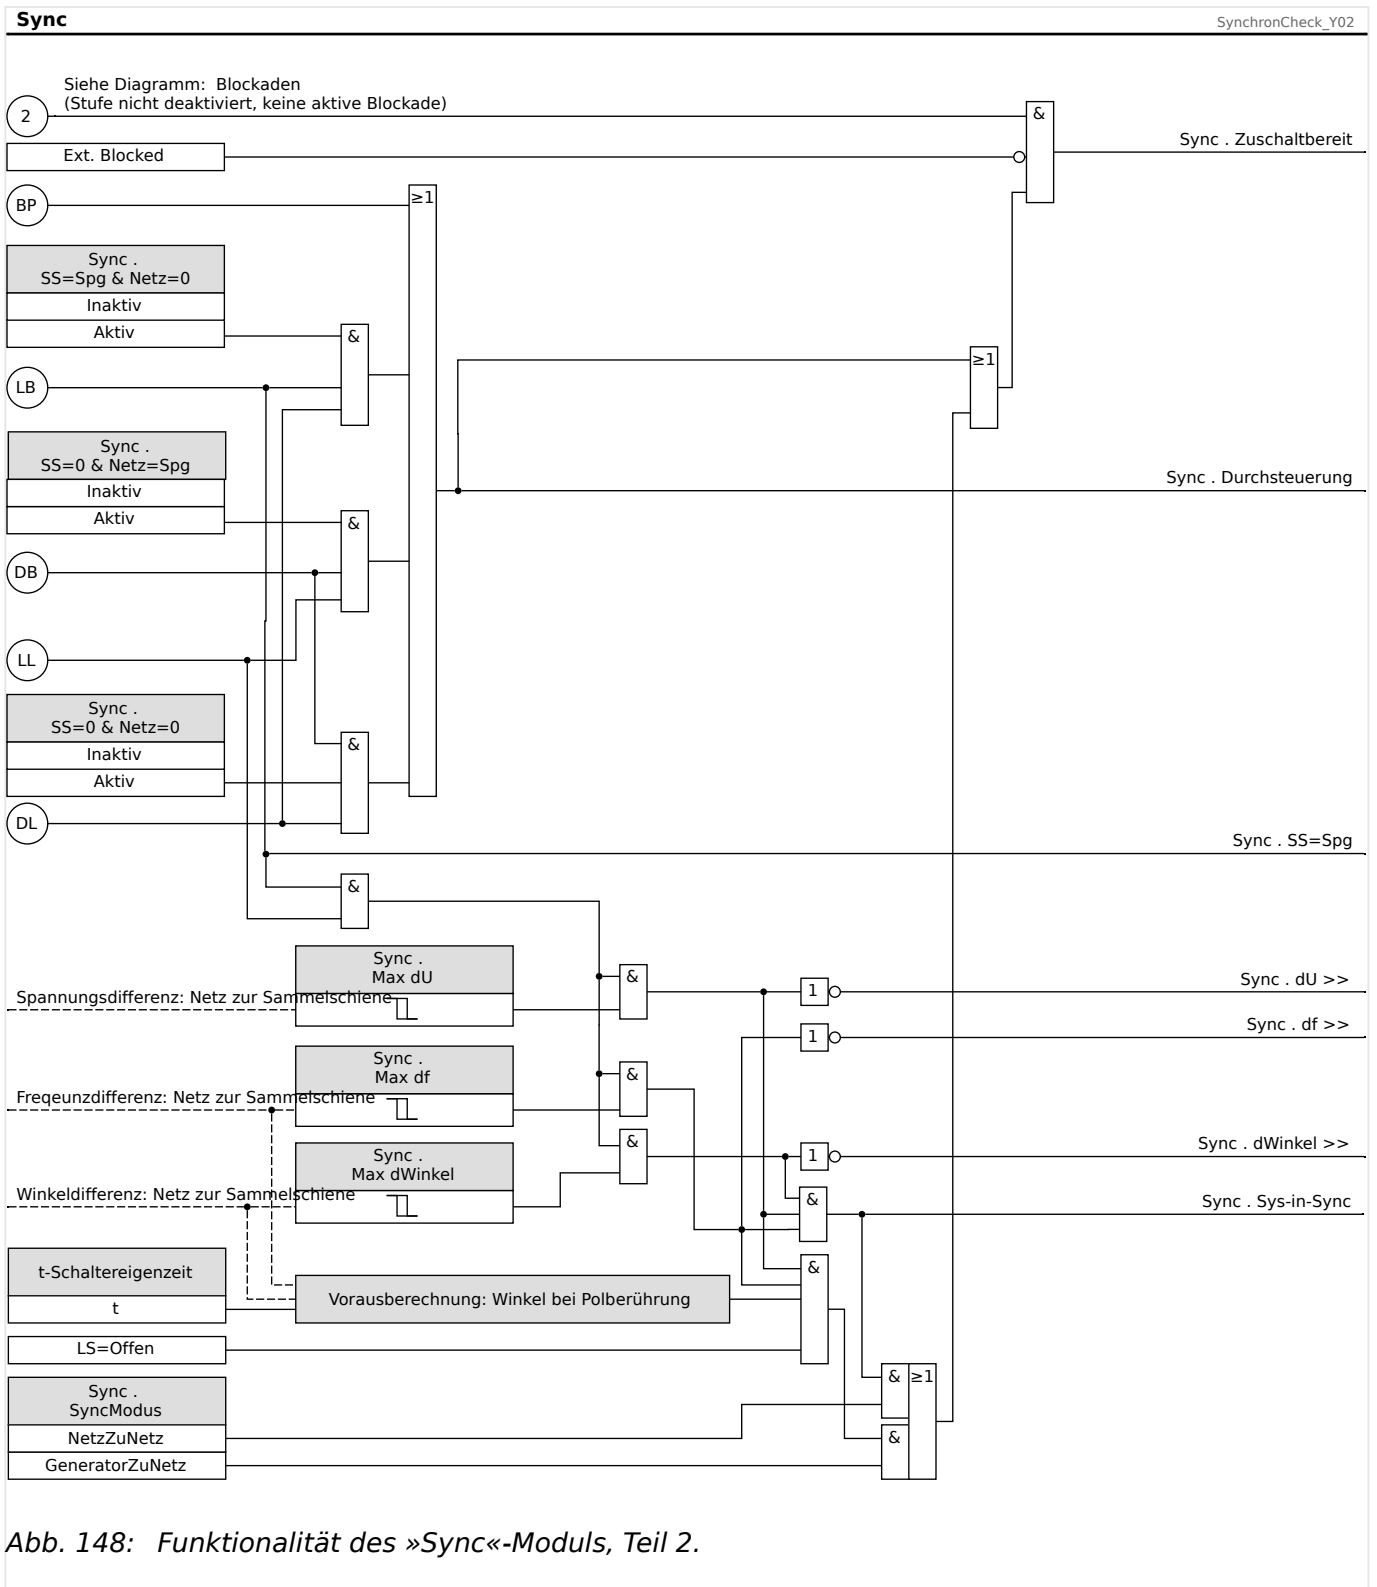 Sync
SynchronCheck_Y02
Siehe Diagramm: Blockaden
(Stufe nicht deaktiviert, keine aktive Blockade)
2
&
Sync . Zuschaltbereit
Ext. Blocked
BP
≥1
Sync .
SS=Spg & Netz=0
Inaktiv
Aktiv
&
≥1
LB
Sync .
SS=0 & Netz=Spg
Inaktiv
Aktiv
&
Sync . Durchsteuerung
DB
LL
Sync .
SS=0 & Netz=0
Inaktiv
Aktiv
&
DL
Sync . SS=Spg
&
Sync .
Max dU
Spannungsdifferenz: Netz zur Sammelschiene
&
1
Sync . dU >>
1
Sync . df >>
Sync .
Max df
Freqeunzdifferenz: Netz zur Sammelschiene
&
Sync .
Max dWinkel
Winkeldifferenz: Netz zur Sammelschiene
&
1
Sync . dWinkel >>
&
Sync . Sys-in-Sync
t-Schaltereigenzeit
t
Vorausberechnung: Winkel bei Polberührung
&
LS=Offen
Sync .
SyncModus
NetzZuNetz
GeneratorZuNetz
&
≥1
&
Abb. 148: Funktionalität des »Sync«-Moduls, Teil 2.